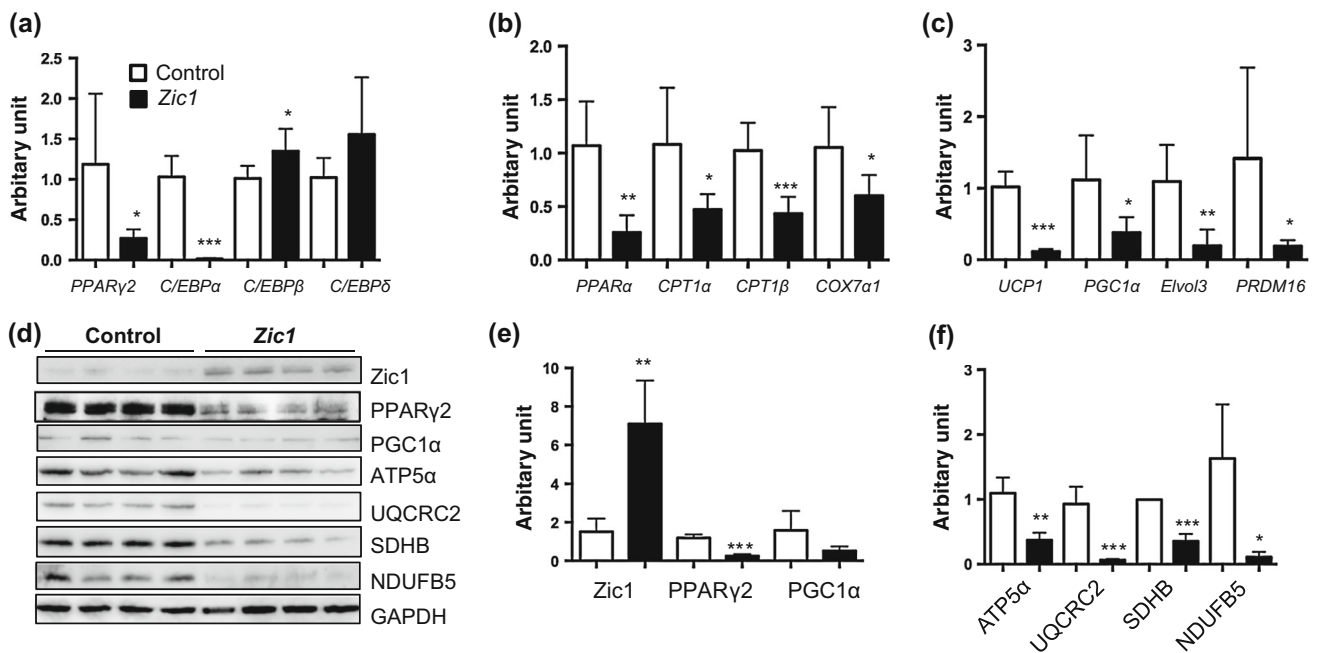 (a)
Arbitary unit
2.5
2.0
1.5
1.0
0.5
0.0
Control
Zic1
*
***
*
PPARγ2 C/EBPα C/EBPβ C/EBPδ
(b)
Arbitary unit
2.0
1.5
1.0
0.5
0.0
**
*
***
*
PPARα CPT1α CPT1β COX7α1
(c)
Arbitary unit
3
2
1
0
***
*
**
*
UCP1 PGC1α Elvol3 PRDM16
(d)
Control Zic1
Zic1
PPARγ2
PGC1α
ATP5α
UQCRC2
SDHB
NDUFB5
GAPDH
(e)
Arbitary unit
10
8
6
4
2
0
**
***
Zic1 PPARγ2 PGC1α
(f)
Arbitary unit
3
2
1
0
**
***
***
*
ATP5α
UQCRC2
SDHB
NDUFB5